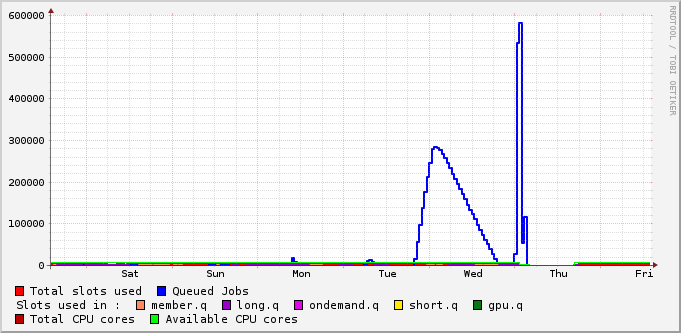 600000
500000
400000
300000
200000
100000
0
Sat Sun Mon Tue Wed Thu Fri
Total slots used Queued Jobs
Slots used in : member.q long.q ondemand.q short.q gpu.q
Total CPU cores Available CPU cores
RRDTOOL / TOBI OETIKER